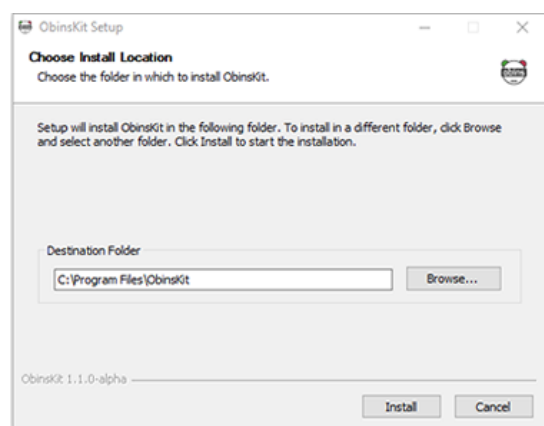 ObinsKit Setup
Choose Install Location
Choose the folder in which to install ObinsKit.
Setup will install ObinsKit in the following folder. To install in a different folder, click Browse
and select another folder. Click Install to start the installation.
Destination Folder
C:\Program Files\ObinsKit
Browse...
ObinsKit 1.1.0-alpha
Install
Cancel